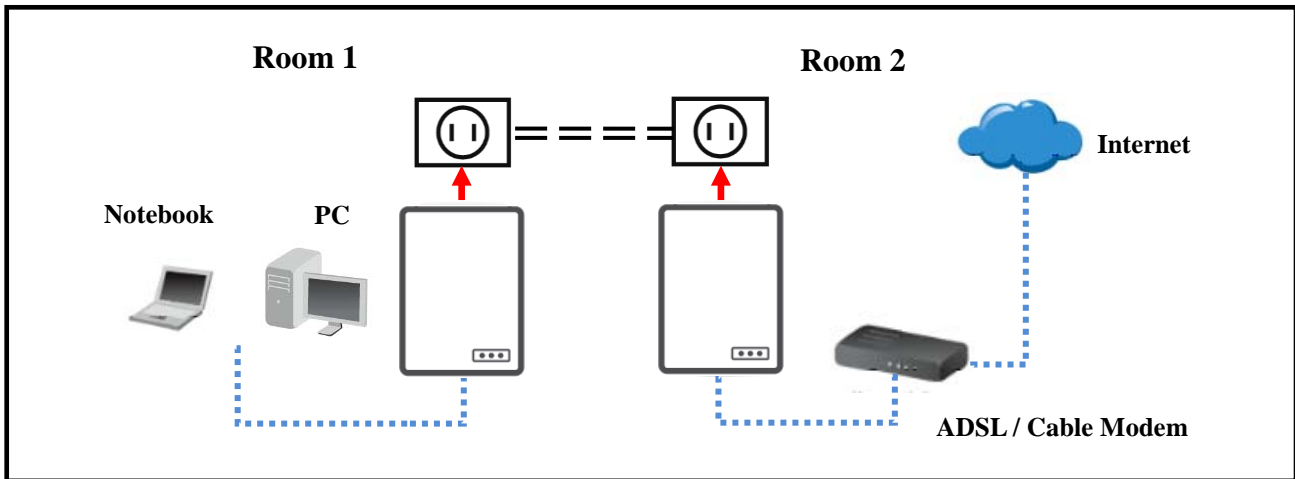 Room 1
Room 2
Internet
Notebook
PC
ADSL / Cable Modem